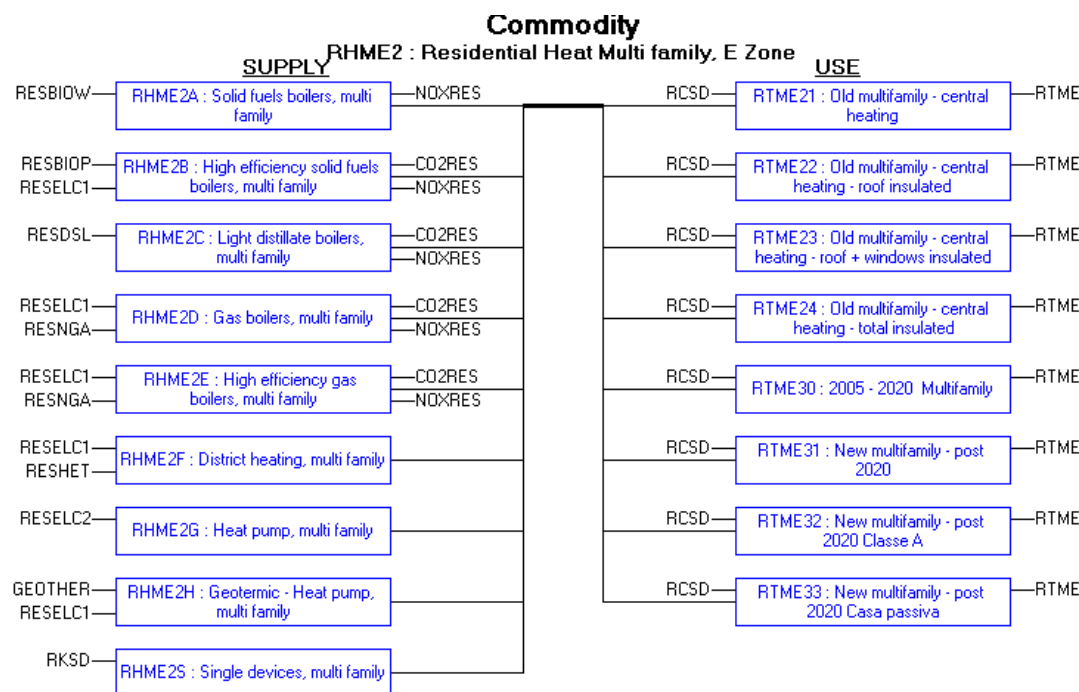 Commodity
RHME2 : Residential Heat Multi family, E Zone
SUPPLY
USE
RESBIOW
RHME2A : Solid fuels boilers, multi
family
NOXRES
RESBIOP
RESELC1
RHME2B : High efficiency solid fuels
boilers, multi family
CO2RES
NOXRES
RESDSL
RHME2C : Light distillate boilers,
multi family
CO2RES
NOXRES
RESELC1
RESNGA
RHME2D : Gas boilers, multi family
CO2RES
NOXRES
RESELC1
RESNGA
RHME2E : High efficiency gas
boilers, multi family
CO2RES
NOXRES
RESELC1
RESHET
RHME2F : District heating, multi family
RESELC2
RHME2G : Heat pump, multi family
GEOTHER
RESELC1
RHME2H : Geotermic - Heat pump,
multi family
RKSD
RHME2S : Single devices, multi family
RCSD
RTME21 : Old multifamily - central
heating
RTME
RCSD
RTME22 : Old multifamily - central
heating - roof insulated
RTME
RCSD
RTME23 : Old multifamily - central
heating - roof + windows insulated
RTME
RCSD
RTME24 : Old multifamily - central
heating - total insulated
RTME
RCSD
RTME30 : 2005 - 2020 Multifamily
RTME
RCSD
RTME31 : New multifamily - post
2020
RTME
RCSD
RTME32 : New multifamily - post
2020 Classe A
RTME
RCSD
RTME33 : New multifamily - post
2020 Casa passiva
RTME